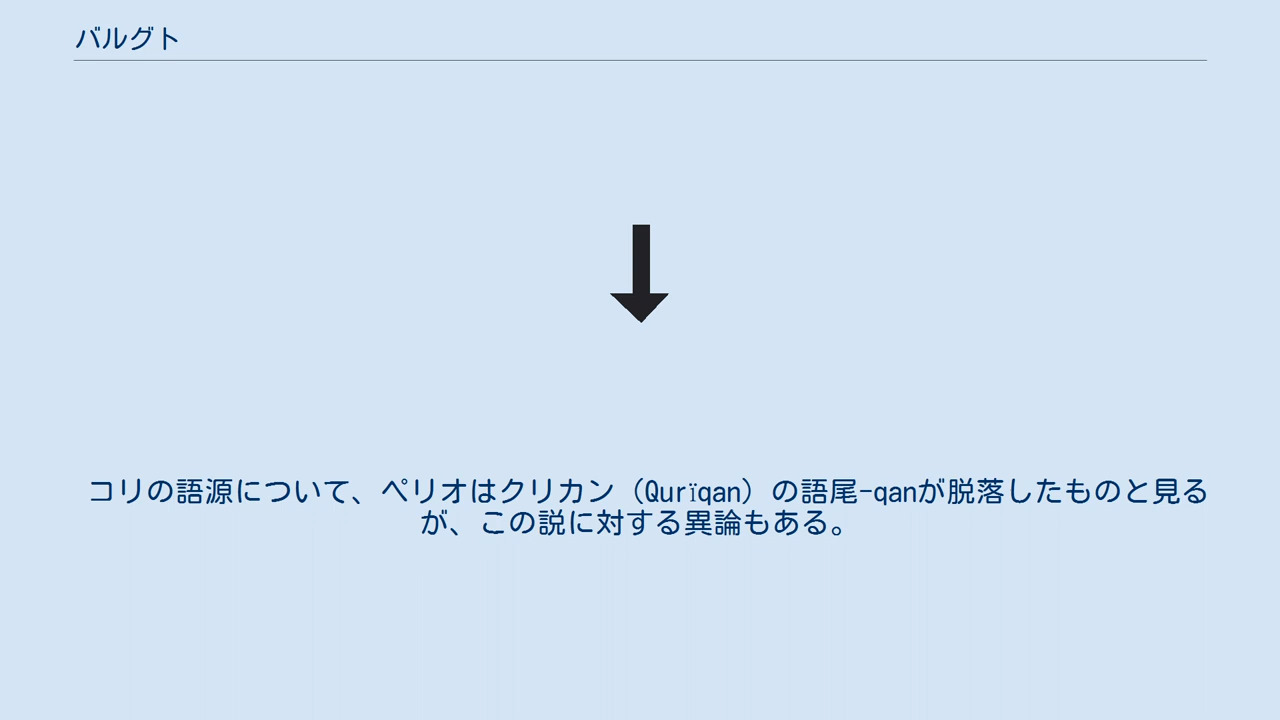 バルグト
コリの語源について、ペリオはクリカン（Qurïqan）の語尾-qanが脱落したものと見る
が、この説に対する異論もある。